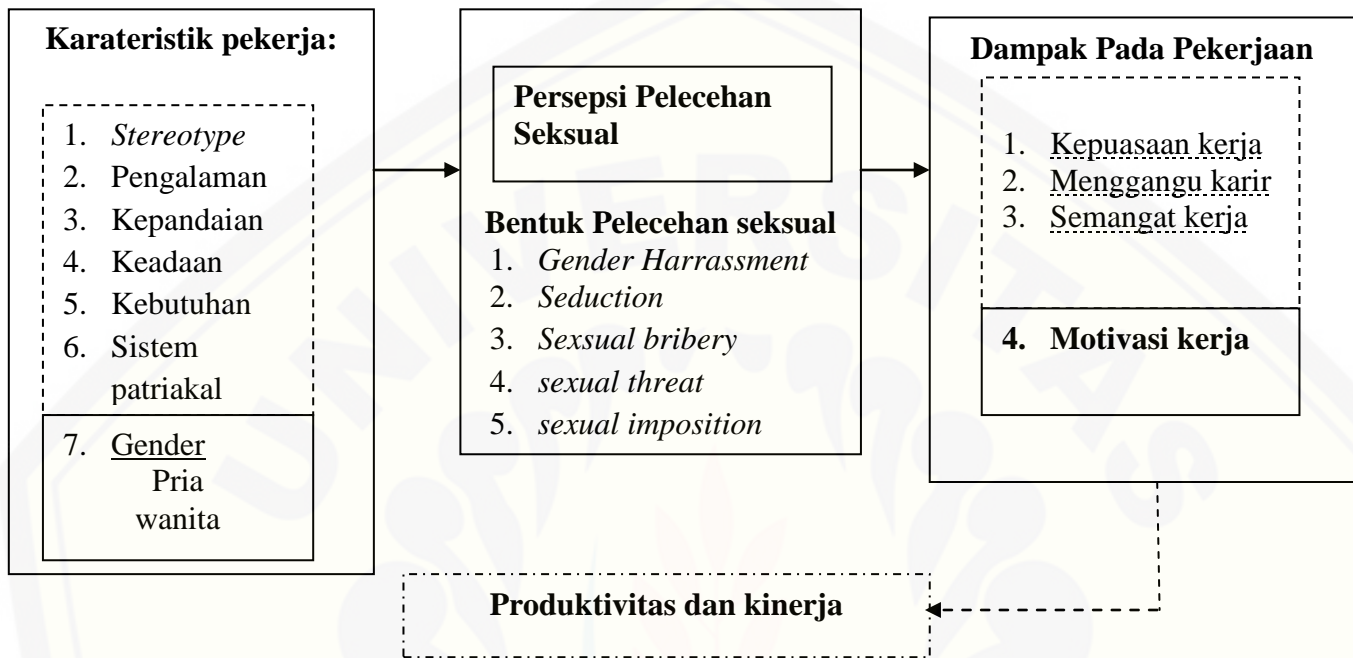 Karateristik pekerja:
1. Stereotype
2. Pengalaman
3. Kepandaian
4. Keadaan
5. Kebutuhan
6. Sistem
patriakal
7. Gender
Pria
wanita
Persepsi Pelecehan
Seksual
Bentuk Pelecehan seksual
1. Gender Harrassment
2. Seduction
3. Sexsual bribery
4. sexual threat
5. sexual imposition
Dampak Pada Pekerjaan
1. Kepuasaan kerja
2. Menggangu karir
3. Semangat kerja
4. Motivasi kerja
Produktivitas dan kinerja
UNIVERSITAS